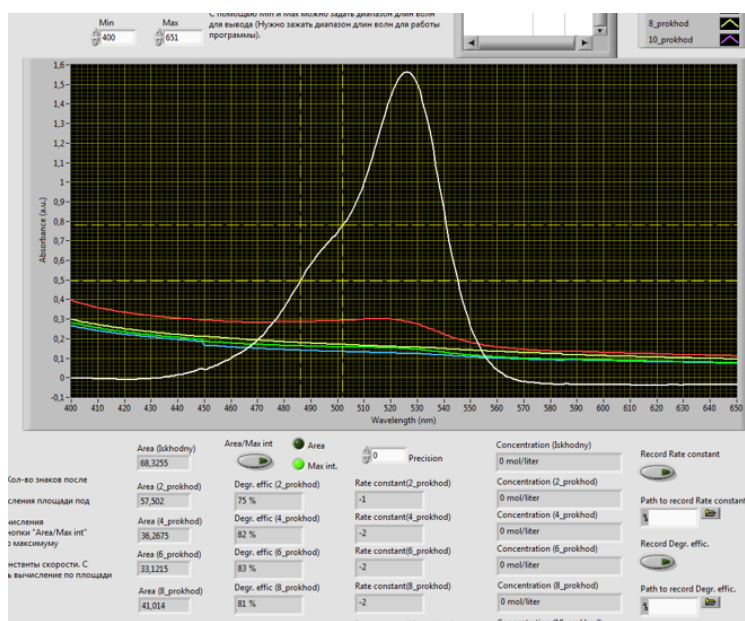 Min
Max
С помощью Min и Max можно задать диапазон длин волн
для вывода (Нужно зажать диапазон длин волн для работы
программы).
400
651
8_prokhod
10_prokhod
Absorbance (a.u.)
1,6
1,5
1,4
1,3
1,2
1,1
1
0,9
0,8
0,7
0,6
0,5
0,4
0,3
0,2
0,1
0
-0,1
400 410 420 430 440 450 460 470 480 490 500 510 520 530 540 550 560 570 580 590 600 610 620 630 640 650
Wavelength (nm)
Кол-во знаков после
сления площади под
числения
нопки "Area/Max int"
о максимуму
нстанты скорости. С
ь вычисление по площади
Area (Iskhodny)
68,3255
Area (2_prokhod)
57,502
Area (4_prokhod)
36,2675
Area (6_prokhod)
33,1215
Area (8_prokhod)
41,014
Area/Max int
Area
Max int.
Degr. effic (2_prokhod)
75 %
Degr. effic (4_prokhod)
82 %
Degr. effic (6_prokhod)
83 %
Degr. effic (8_prokhod)
81 %
0
Precision
Rate constant(2_prokhod)
-1
Rate constant(4_prokhod)
-2
Rate constant(6_prokhod)
-2
Rate constant(8_prokhod)
-2
Concentration (Iskhodny)
0 mol/liter
Concentration (2_prokhod)
0 mol/liter
Concentration (4_prokhod)
0 mol/liter
Concentration (6_prokhod)
0 mol/liter
Concentration (8_prokhod)
0 mol/liter
Record Rate constant
Path to record Rate constant
Record Degr. effic.
Path to record Degr. effic.